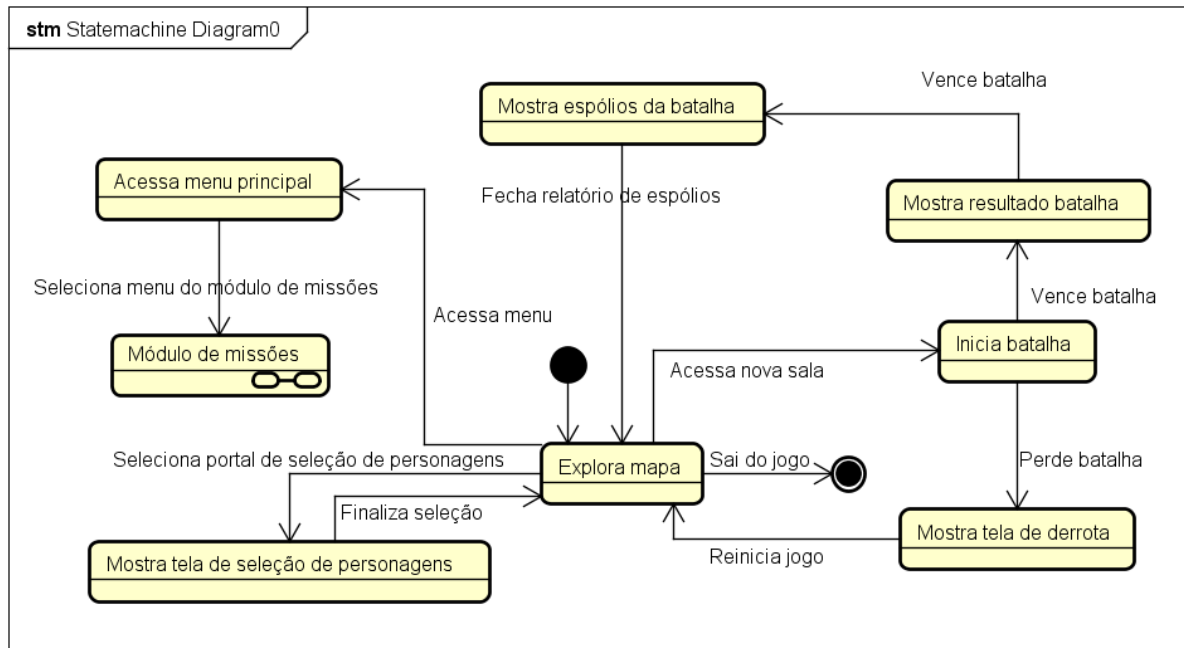 stm Statemachine Diagram0
Vence batalha
Mostra espólios da batalha
Acessa menu principal
Fecha relatório de espólios
Mostra resultado batalha
Seleciona menu do módulo de missões
Vence batalha
Acessa menu
Módulo de missões
Inicia batalha
Acessa nova sala
Seleciona portal de seleção de personagens
Explora mapa
Sai do jogo
Perde batalha
Finaliza seleção
Mostra tela de derrota
Reinicia jogo
Mostra tela de seleção de personagens